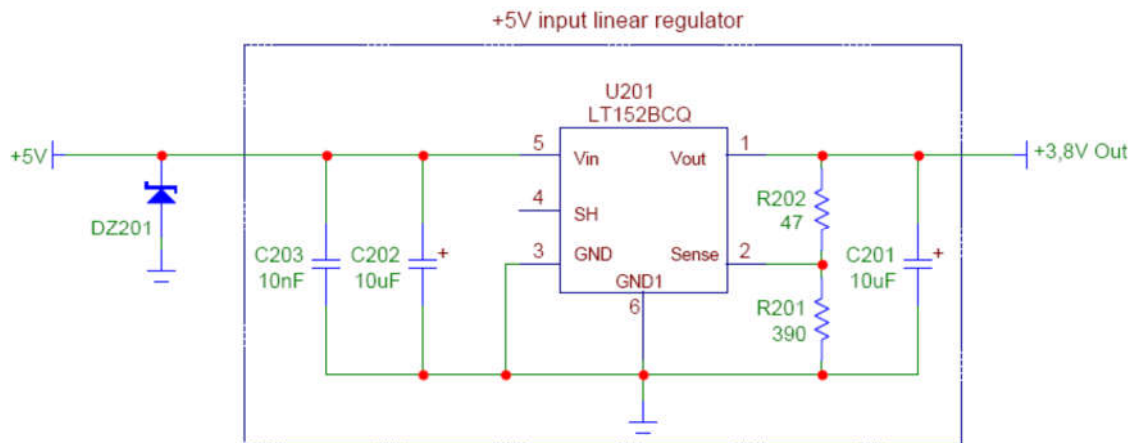 +5V input linear regulator
U201
LT152BCQ
+5V
5
Vin
Vout
1
+3,8V Out
DZ201
4
SH
R202
47
C203
10nF
C202
10uF
+
3
GND
Sense
2
C201
10uF
+
GND1
6
R201
390